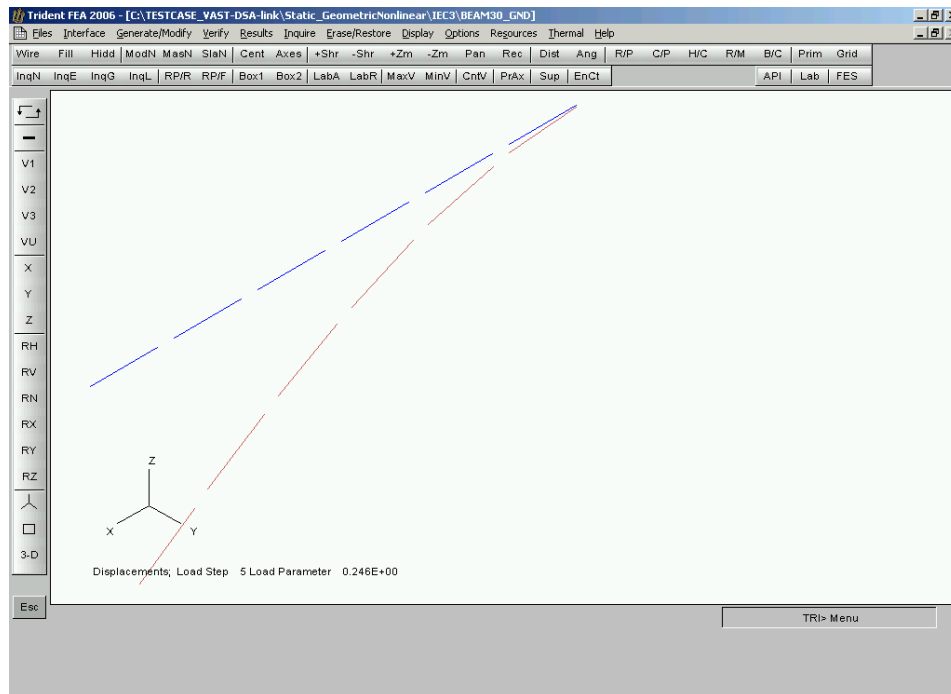 Trident FEA 2006 - [C:\TESTCASE_VAST-DSA-link\Static_GeometricNonlinear\IEC3\BEAM30_GND]
Files Interface Generate/Modify Verify Results Inquire Erase/Restore Display Options Resources Thermal Help
Wire Fill Hidd ModN MasN SlaN Cent Axes +Shr -Shr +Zm -Zm Pan Rec Dist Ang R/P C/P H/C R/M B/C Prim Grid
InqN InqE InqG InqL RP/R RP/F Box1 Box2 LabA LabR MaxV MinV CntV PrAx Sup EnCt API Lab FES
V1
V2
V3
VU
X
Y
Z
RH
RV
RN
RX
RY
RZ
3-D
Esc
Z
X
Y
Displacements; Load Step 5 Load Parameter 0.246E+00
TRI> Menu